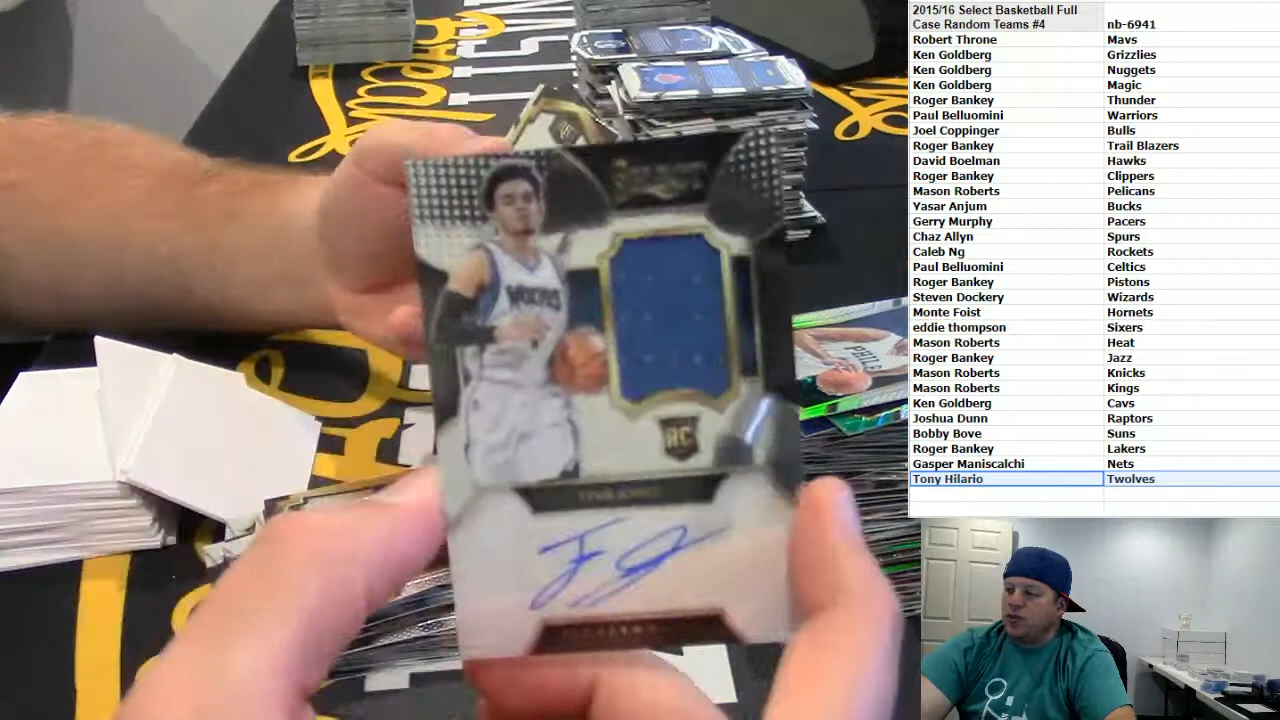 2015/16 Select Basketball Full
Case Random Teams #4 nb-6941
Robert Throne Mavs
Ken Goldberg Grizzlies
Ken Goldberg Nuggets
Ken Goldberg Magic
Roger Bankey Thunder
Paul Belluomini Warriors
Joel Coppinger Bulls
Roger Bankey Trail Blazers
David Boelman Hawks
Roger Bankey Clippers
Mason Roberts Pelicans
Yasar Anjum Bucks
Gerry Murphy Pacers
Chaz Allyn Spurs
Caleb Ng Rockets
Paul Belluomini Celtics
Roger Bankey Pistons
Steven Dockery Wizards
Monte Foist Hornets
eddie thompson Sixers
Mason Roberts Heat
Roger Bankey Jazz
Mason Roberts Knicks
Mason Roberts Kings
Ken Goldberg Cavs
Joshua Dunn Raptors
Bobby Bove Suns
Roger Bankey Lakers
Gasper Maniscalchi Nets
Tony Hilario Twolves
WOLVES
RC
PHILA